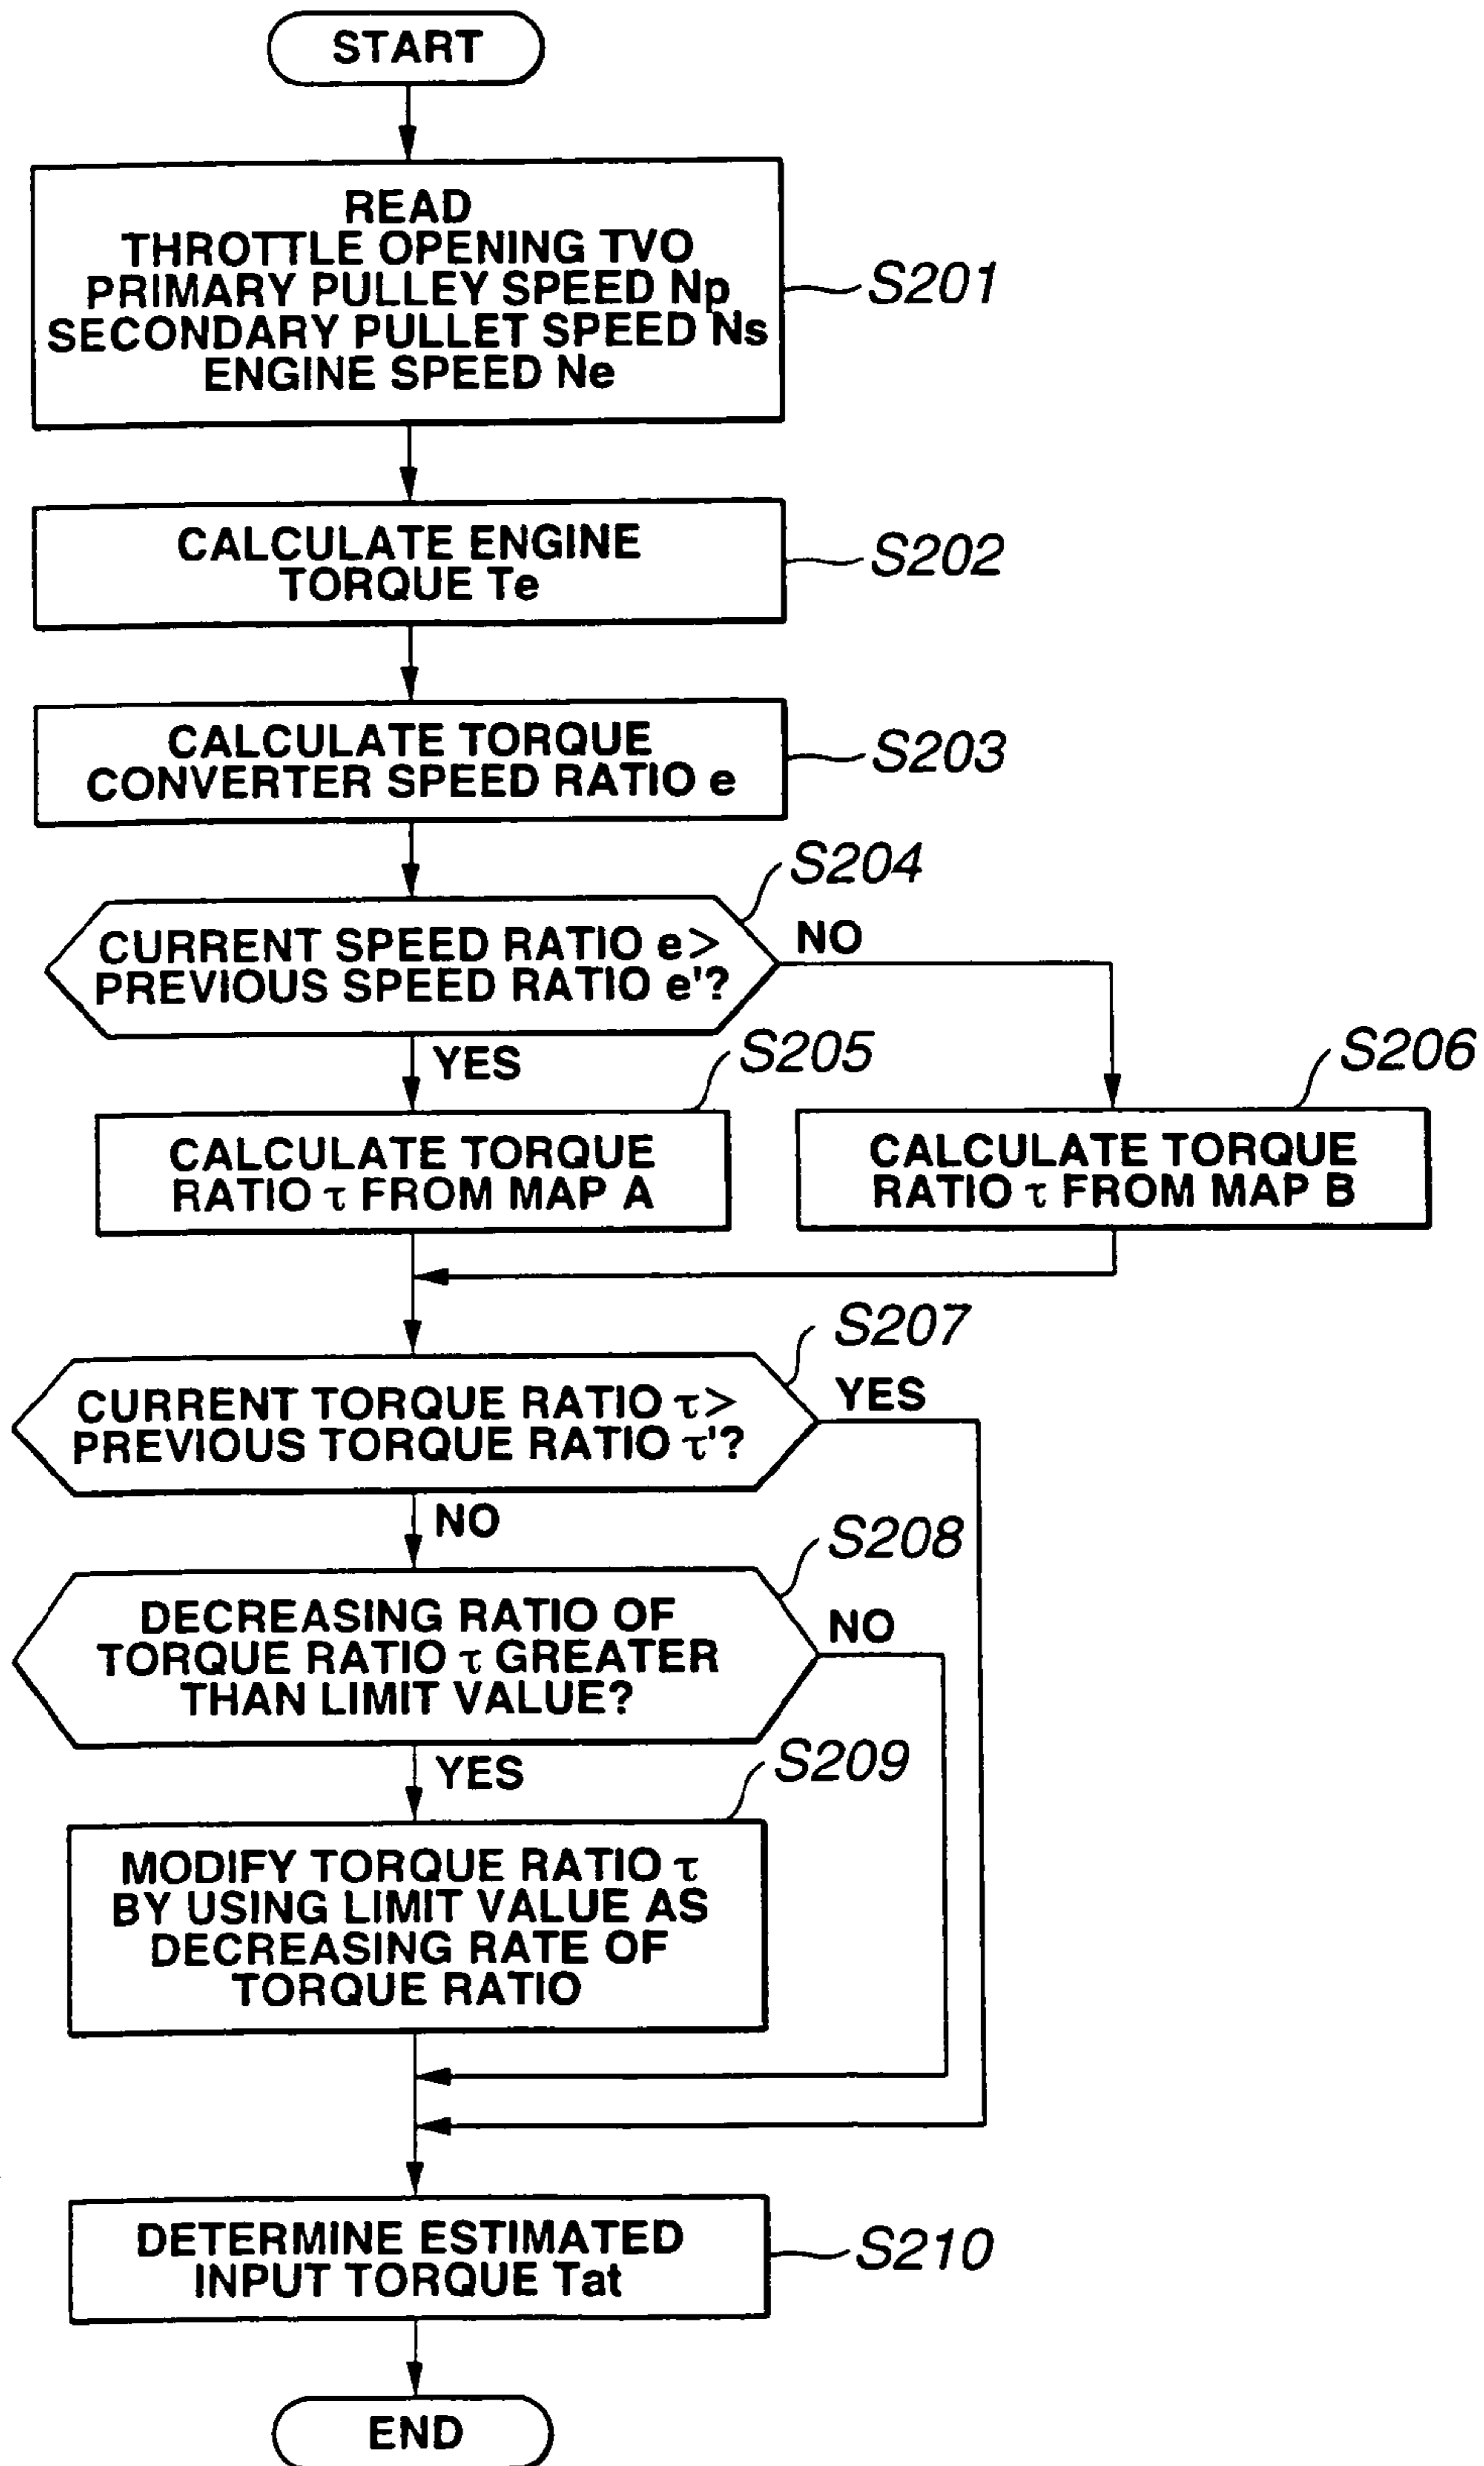 START
READ
THROTTLE OPENING TVO
PRIMARY PULLEY SPEED Np
SECONDARY PULLET SPEED Ns
ENGINE SPEED Ne
S201
CALCULATE ENGINE
TORQUE Te
S202
CALCULATE TORQUE
CONVERTER SPEED RATIO e
S203
S204
CURRENT SPEED RATIO e>
PREVIOUS SPEED RATIO e'?
NO
YES
S205
CALCULATE TORQUE
RATIO τ FROM MAP A
S206
CALCULATE TORQUE
RATIO τ FROM MAP B
S207
CURRENT TORQUE RATIO τ>
PREVIOUS TORQUE RATIO τ'?
YES
NO
S208
DECREASING RATIO OF
TORQUE RATIO τ GREATER
THAN LIMIT VALUE?
NO
YES
S209
MODIFY TORQUE RATIO τ
BY USING LIMIT VALUE AS
DECREASING RATE OF
TORQUE RATIO
DETERMINE ESTIMATED
INPUT TORQUE Tat
S210
END